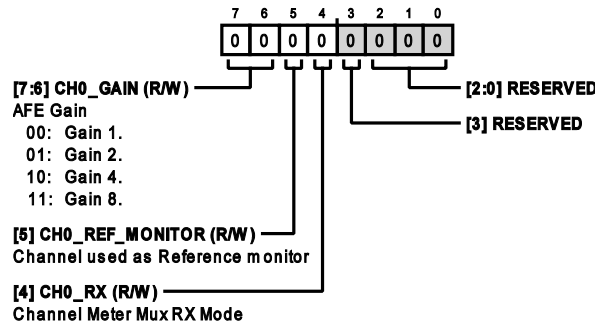 7 6 5 4 3 2 1 0
0 0 0 0 0 0 0 0
[7:6] CH0_GAIN (R/W)
AFE Gain
00: Gain 1.
01: Gain 2.
10: Gain 4.
11: Gain 8.
[5] CH0_REF_MONITOR (R/W)
Channel used as Reference monitor
[4] CH0_RX (R/W)
Channel Meter Mux RX Mode
[2:0] RESERVED
[3] RESERVED